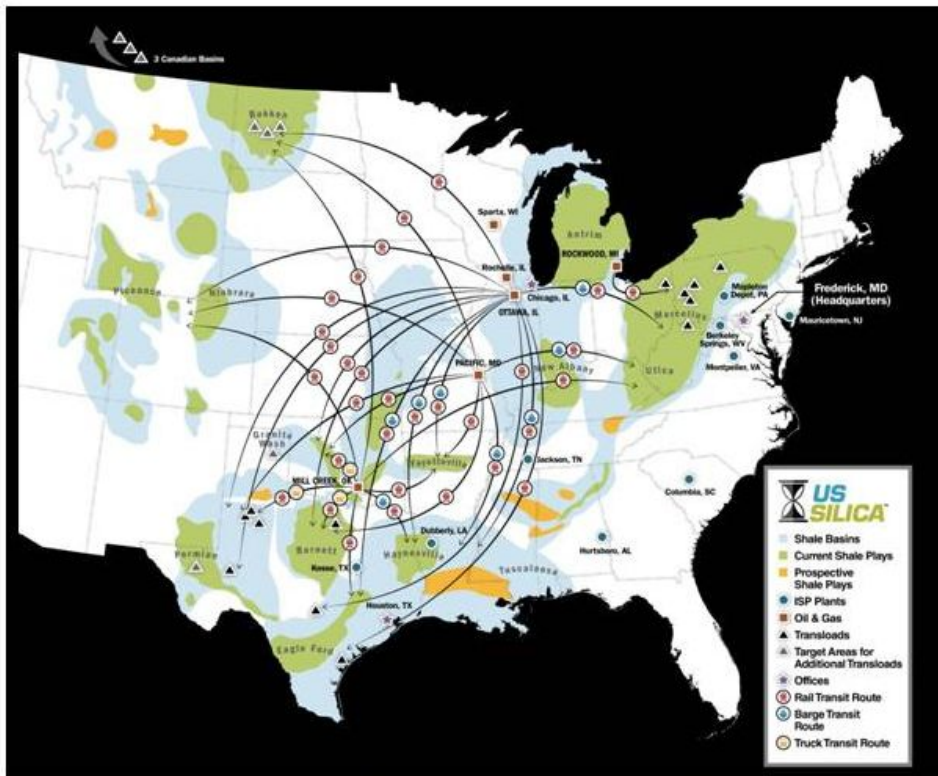 3 Canadian Basins
Bakken
Sparta, WI
Antrim
ROCKWOOD, MI
Rochelle, IL
Chicago, IL
OTTAWA, IL
Mapleton
Depot, PA
Frederick, MD
(Headquarters)
Piceance
Niobrara
Marcellus
Mauricetown, NJ
Berkeley
Springs, WV
Montpelier, VA
PACIFIC, MO
New Albany
Utica
Granite
Wash
Fayetteville
Jackson, TN
MILL CREEK, OK
Columbia, SC
Dubberly, LA
Hurtsboro, AL
Permian
Barnett
Haynesville
Kosse, TX
Tuscaloosa
Houston, TX
Eagle Ford
US
SILICA™
Shale Basins
Current Shale Plays
Prospective
Shale Plays
ISP Plants
Oil & Gas
Transloads
Target Areas for
Additional Transloads
Offices
Rail Transit Route
Barge Transit
Route
Truck Transit Route